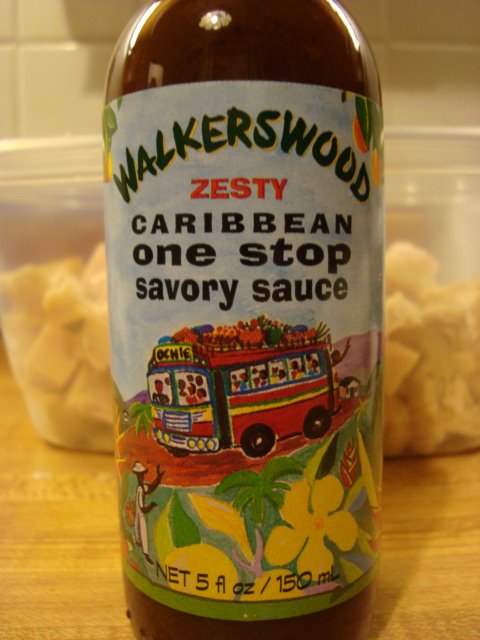 WALKERSWOOD
ZESTY
CARIBBEAN
one stop
savory sauce
OCHIE
NET 5 fl oz / 150 mL